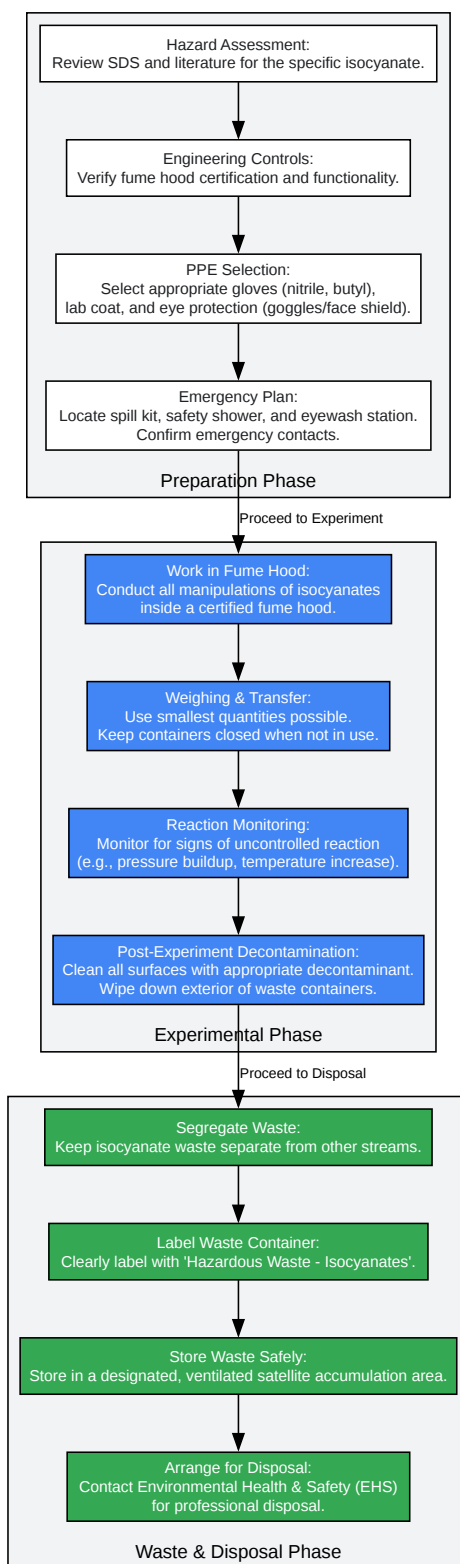 Hazard Assessment:
Review SDS and literature for the specific isocyanate.
Engineering Controls:
Verify fume hood certification and functionality.
PPE Selection:
Select appropriate gloves (nitrile, butyl),
lab coat, and eye protection (goggles/face shield).
Emergency Plan:
Locate spill kit, safety shower, and eyewash station.
Confirm emergency contacts.
Preparation Phase
Proceed to Experiment
Work in Fume Hood:
Conduct all manipulations of isocyanates
inside a certified fume hood.
Weighing & Transfer:
Use smallest quantities possible.
Keep containers closed when not in use.
Reaction Monitoring:
Monitor for signs of uncontrolled reaction
(e.g., pressure buildup, temperature increase).
Post-Experiment Decontamination:
Clean all surfaces with appropriate decontaminant.
Wipe down exterior of waste containers.
Experimental Phase
Proceed to Disposal
Segregate Waste:
Keep isocyanate waste separate from other streams.
Label Waste Container:
Clearly label with 'Hazardous Waste - Isocyanates'.
Store Waste Safely:
Store in a designated, ventilated satellite accumulation area.
Arrange for Disposal:
Contact Environmental Health & Safety (EHS)
for professional disposal.
Waste & Disposal Phase